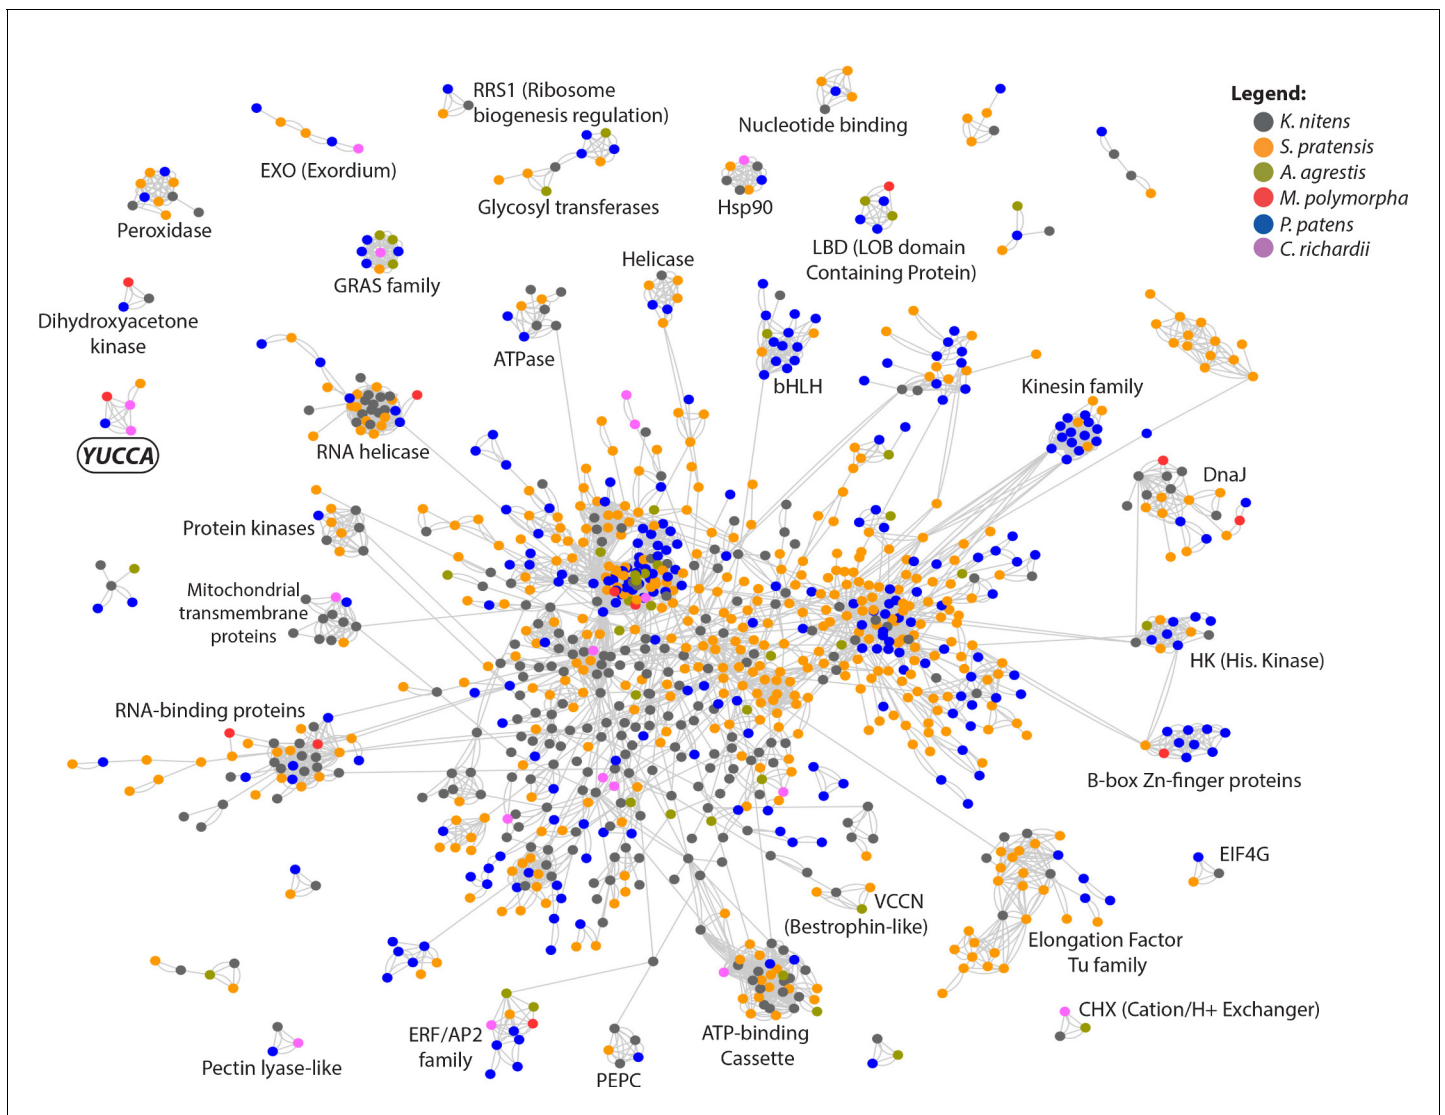 RRS1 (Ribosome
biogenesis regulation)
Nucleotide binding
Legend:
K. nitens
S. pratensis
A. agrestis
M. polymorpha
P. patens
C. richardii
EXO (Exordium)
Peroxidase
Glycosyl transferases
Hsp90
LBD (LOB domain
Containing Protein)
GRAS family
Helicase
Dihydroxyacetone
kinase
ATPase
bHLH
Kinesin family
YUCCA
RNA helicase
DnaJ
Protein kinases
Mitochondrial
transmembrane
proteins
HK (His. Kinase)
RNA-binding proteins
B-box Zn-finger proteins
EIF4G
VCCN
(Bestrophin-like)
Elongation Factor
Tu family
CHX (Cation/H+ Exchanger)
ERF/AP2
family
ATP-binding
Cassette
Pectin lyase-like
PEPC